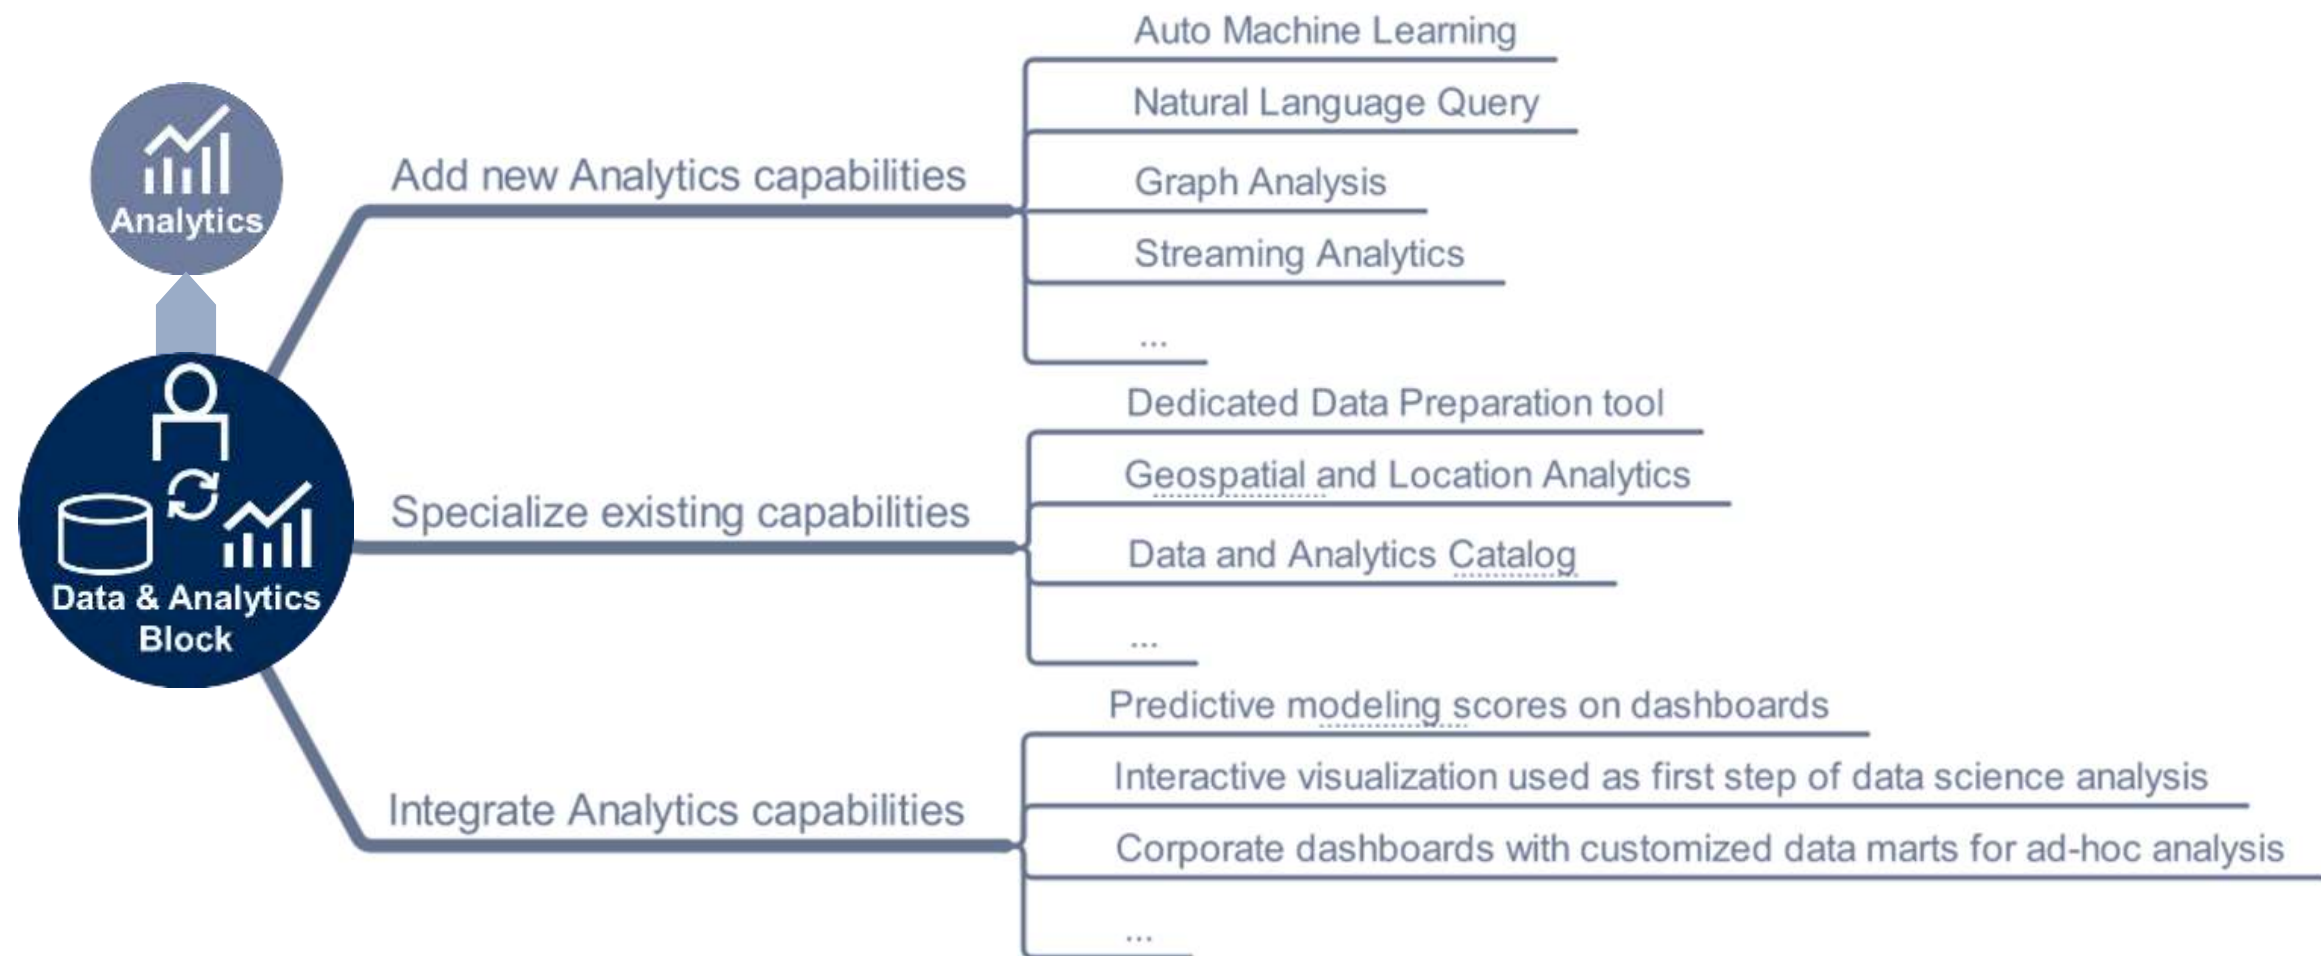 Analytics
Data & Analytics
Block
Add new Analytics capabilities
Auto Machine Learning
Natural Language Query
Graph Analysis
Streaming Analytics
...
Specialize existing capabilities
Dedicated Data Preparation tool
Geospatial and Location Analytics
Data and Analytics Catalog
...
Integrate Analytics capabilities
Predictive modeling scores on dashboards
Interactive visualization used as first step of data science analysis
Corporate dashboards with customized data marts for ad-hoc analysis
...